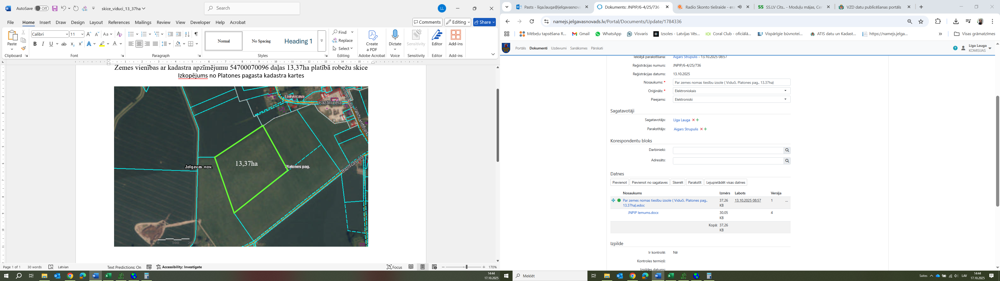 AutoSave Off skice_viduci_13_37ha Search LL
File Home Insert Draw Design Layout References Mailings Review View Developer Help Acrobat Comments Editing Share
Paste Calibri 11 Normal No Spacing Heading 1 Find Replace Select Create a PDF Dictate Sensitivity Editor Add-ins
Clipboard Font Paragraph Styles Editing Adobe Acrobat Voice Sensitivity Editor Add-ins
Zemes vienības ar kadastra apzīmējumu 54700070096 daļas 13,37ha platībā robežu skice
Izkopējums no Platones pagasta kadastra kartes
Lielvircava
Kazāku iela
Ausekļa iela
Jelgavas nov.
13,37ha
Platones pag.
Baznīcas iela
0 100 200m
Page 1 of 1 30 words Latvian Text Predictions: On Accessibility: Investigate Focus 170%
14:44
17.10.2025
Pasts - liga.lauga@jelgavasnova Dokuments: JNPIP/6-4/25/736 Radio Skonto tiešraide - era SS.LV Cits.. - Moduļu mājas, Cer VZD datu publicēšanas portāls
namejs.jelgavasnovads.lv/Portal/Documents/Update/1784336
Mēbeļu tapsēšana R... Gmail WhatsApp Visvaris Izsoles - Latvijas Vēs... Coral Club - oficiālā... Vispārīgie būvnotei... ATIS datu un Kadast... https://namejs.jelga... Visas grāmatzīmes
Portāls Dokumenti Uzdevumi Sanāksmes Pārskati Līga Lauga
KOMISIJAS
Iekšējā parakstīšana: Aigars Strupulis - 13.10.2025 08:57
Reģistrācijas numurs: JNPIP/6-4/25/736
Reģistrācijas datums: 13.10.2025
Nosaukums: * Par zemes nomas tiesību izsole ( Viduči, Platones pag., 13.37ha)
Oriģināls: * Elektroniskais
Pieejams: Elektroniski
Sagatavotāji
Sagatavotājs: Līga Lauga
Parakstītājs: Aigars Strupulis
Korespondentu bloks
Darbinieki:
Adresāts:
Datnes
Pievienot Pievienot no sagataves Skenēt Parakstīt Lejupielādēt visas datnes
Nosaukums Izmērs Labots Versija
Par zemes nomas tiesību izsole ( Viduči, Platones pag., 37,26 13.10.2025 08:57 1 ...
13.37ha).edoc KB
JNPIP lemums.docx 30,05 4
KB
Kopā: 37,26
KB
Izpilde
Ir kontrolē: Nē
Kontroles termiņš:
Izpildes datums:
Meklēt Saites LAV 14:44
17.10.2025